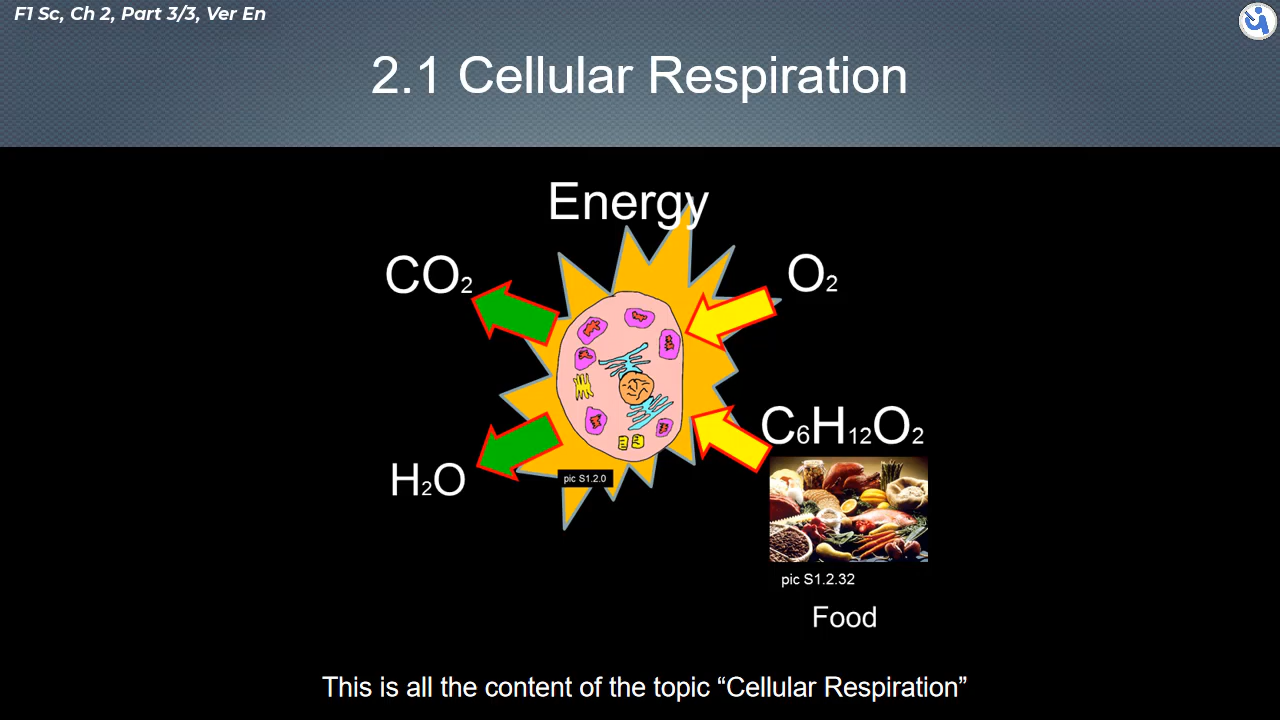 F1 Sc, Ch 2, Part 3/3, Ver En
2.1 Cellular Respiration
Energy
CO₂
O₂
C₆H₁₂O₂
H₂O
pic S1.2.0
pic S1.2.32
Food
This is all the content of the topic “Cellular Respiration”